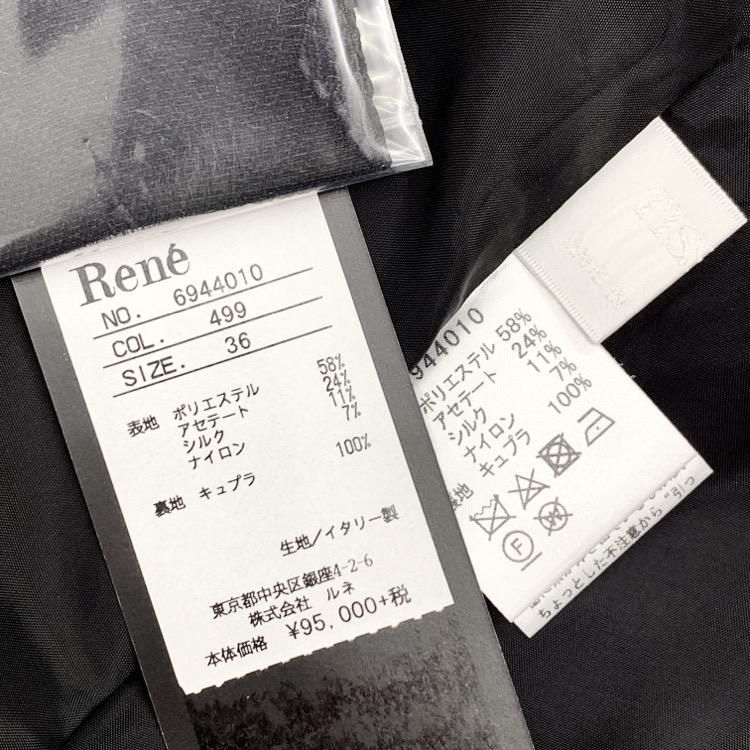 René
NO. 6944010
COL. 499
SIZE. 36
表地 ポリエステル 58%
アセテート 24%
シルク 11%
ナイロン 7%
裏地 キュプラ 100%
生地/イタリー製
東京都中央区銀座4-2-6
株式会社 ルネ
本体価格 ¥95,000+税
TIS
944010
ポリエステル 58%
アセテート 24%
シルク 11%
ナイロン 7%
キュプラ 100%
F W
ちょっとした不注意から"引っ